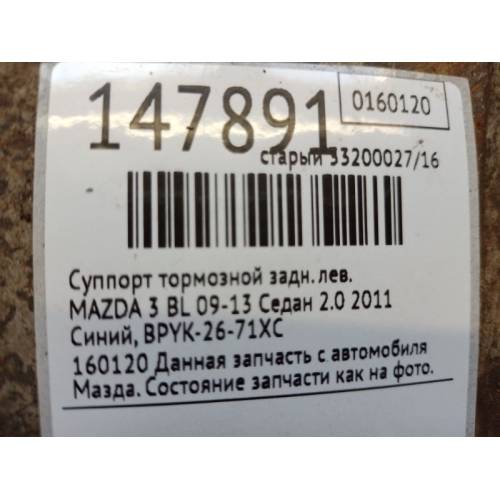 147891
0160120
старый 33200027/16
Суппорт тормозной задн. лев.
MAZDA 3 BL 09-13 Седан 2.0 2011
Синий, BPYK-26-71XC
160120 Данная запчасть с автомобиля
Мазда. Состояние запчасти как на фото.